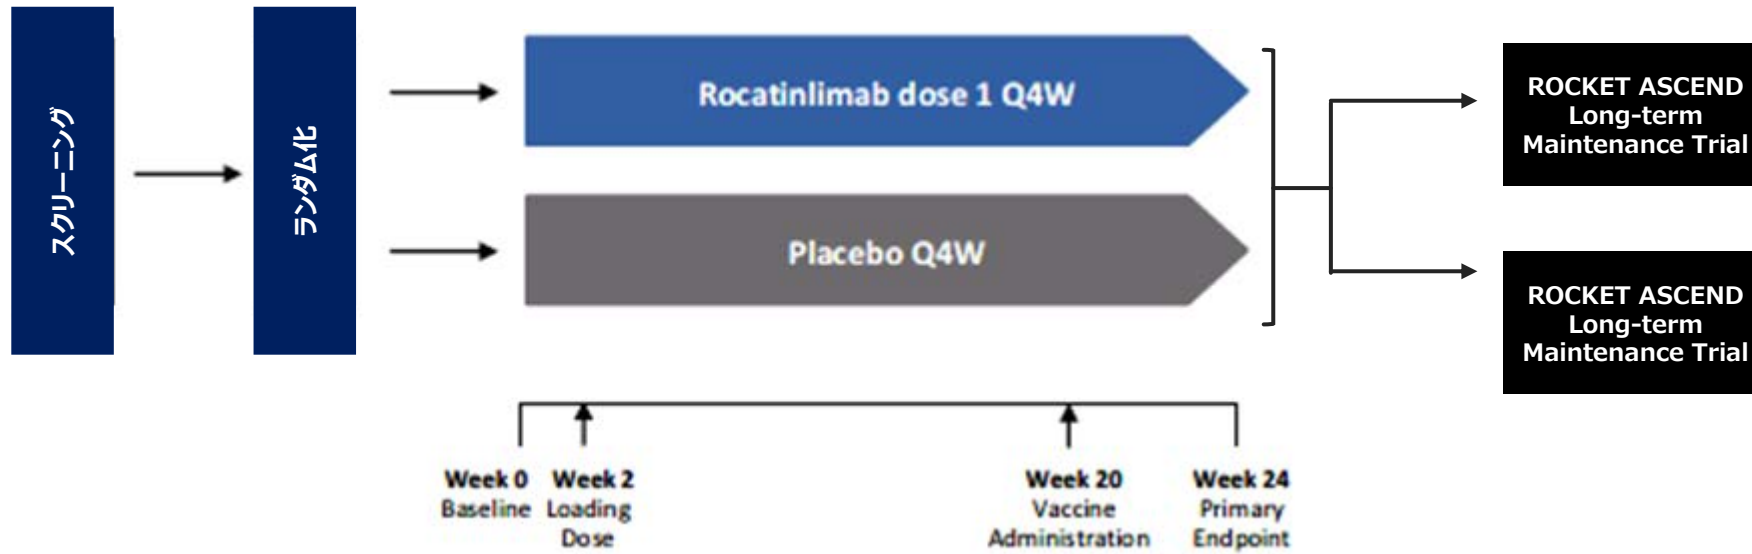 スクリーニング
ランダム化
Rocatinlimab dose 1 Q4W
Placebo Q4W
ROCKET ASCEND
Long-term
Maintenance Trial
ROCKET ASCEND
Long-term
Maintenance Trial
Week 0
Baseline
Week 2
Loading
Dose
Week 20
Vaccine
Administration
Week 24
Primary
Endpoint